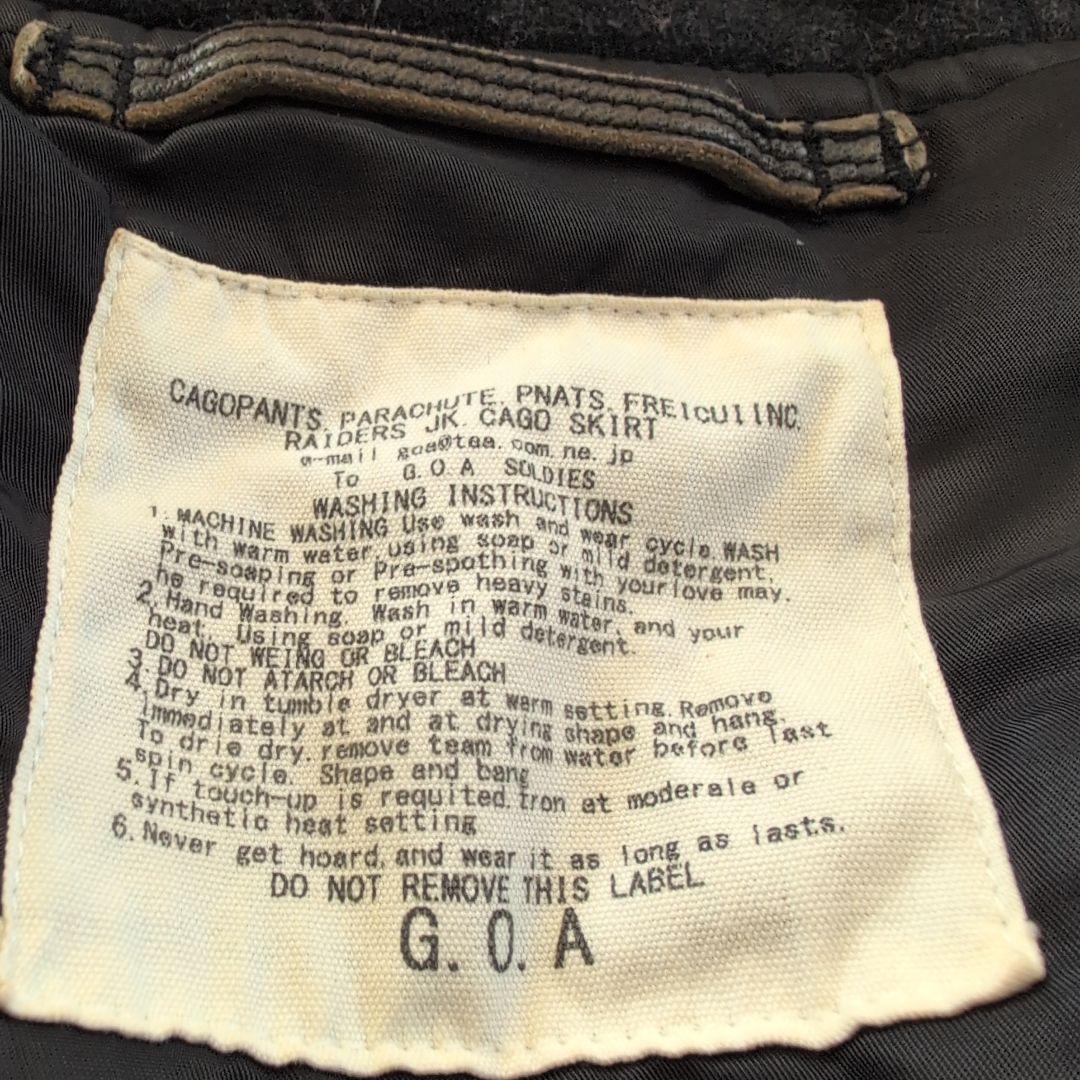 CAGOPANTS. PARACHUTE. PNATS. FREICUIINC.
RAIDERS JK. CAGO SKIRT
e-mail goa@tea.com.ne.jp
To G.O.A SOLDIES
WASHING INSTRUCTIONS
1. MACHINE WASHING Use wash and wear cycle. WASH
with warm water, using soap or mild detergent.
Pre-soaping or Pre-spothing with your love may.
he required to remove heavy stains.
2. Hand Washing. Wash in warm water, and your
heat. Using soap or mild detergent.
DO NOT WEING OR BLEACH
3. DO NOT ATARCH OR BLEACH
4. Dry in tumble dryer at warm setting. Remove
Immediately at and at drying shape and hang.
To drie dry. remove team from water before last
spin cycle. Shape and bang
5. If touch-up is requited. Iron at moderale or
synthetic heat setting
6. Never get hoard, and wear it as long as lasts.
DO NOT REMOVE THIS LABEL
G.O.A